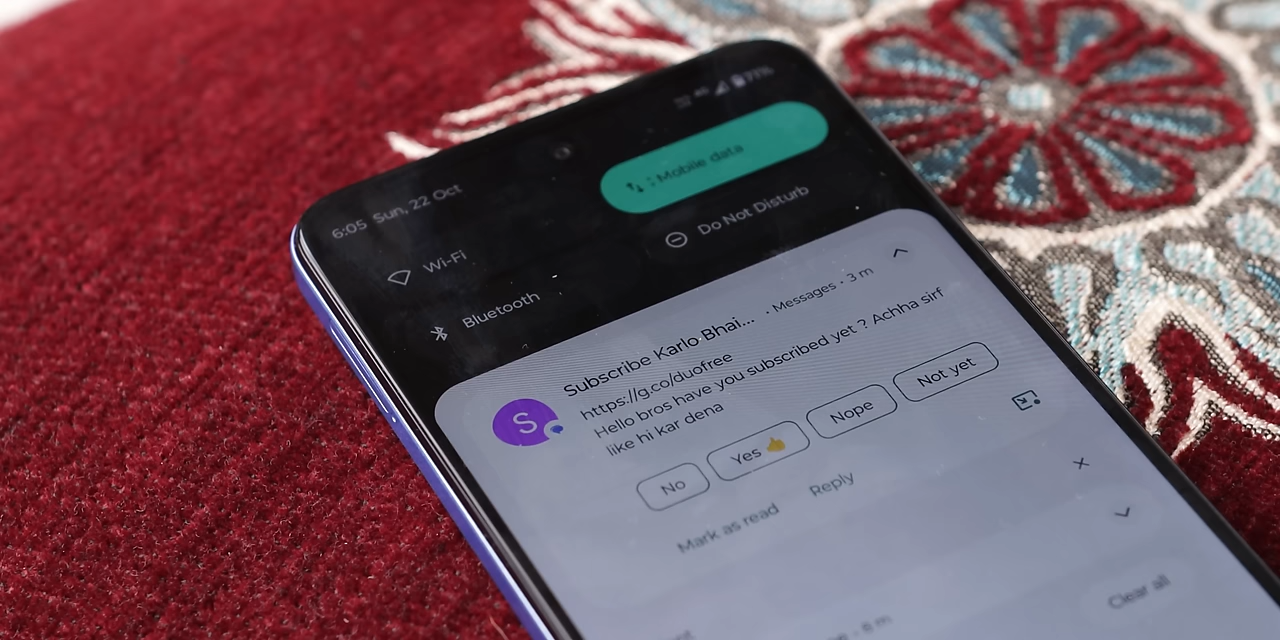 77%
6:05 Sun, 22 Oct
Mobile data
Wi-Fi
Do Not Disturb
Bluetooth
Subscribe Karlo Bhai... • Messages • 3 m
https://g.co/duofree
Hello bros have you subscribed yet ? Achha sirf
like hi kar dena
S
No
Yes 👍
Nope
Not yet
Mark as read
Reply
Clear all